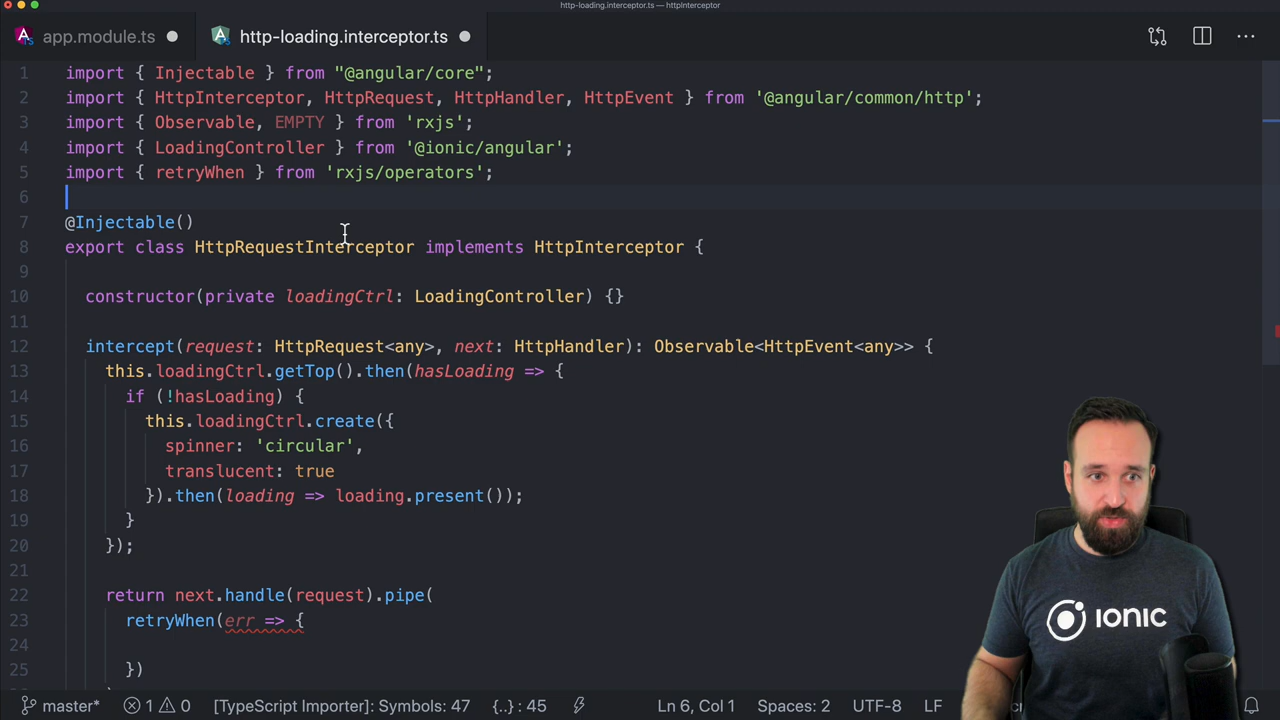 http-loading.interceptor.ts — httpInterceptor
app.module.ts
http-loading.interceptor.ts
1 import { Injectable } from "@angular/core";
2 import { HttpInterceptor, HttpRequest, HttpHandler, HttpEvent } from '@angular/common/http';
3 import { Observable, EMPTY } from 'rxjs';
4 import { LoadingController } from '@ionic/angular';
5 import { retryWhen } from 'rxjs/operators';
6
7 @Injectable()
8 export class HttpRequestInterceptor implements HttpInterceptor {
9
10 constructor(private loadingCtrl: LoadingController) {}
11
12 intercept(request: HttpRequest<any>, next: HttpHandler): Observable<HttpEvent<any>> {
13 this.loadingCtrl.getTop().then(hasLoading => {
14 if (!hasLoading) {
15 this.loadingCtrl.create({
16 spinner: 'circular',
17 translucent: true
18 }).then(loading => loading.present());
19 }
20 });
21
22 return next.handle(request).pipe(
23 retryWhen(err => {
24
25 })
IONIC
master* 1 0 [TypeScript Importer]: Symbols: 47 {..} : 45 Ln 6, Col 1 Spaces: 2 UTF-8 LF